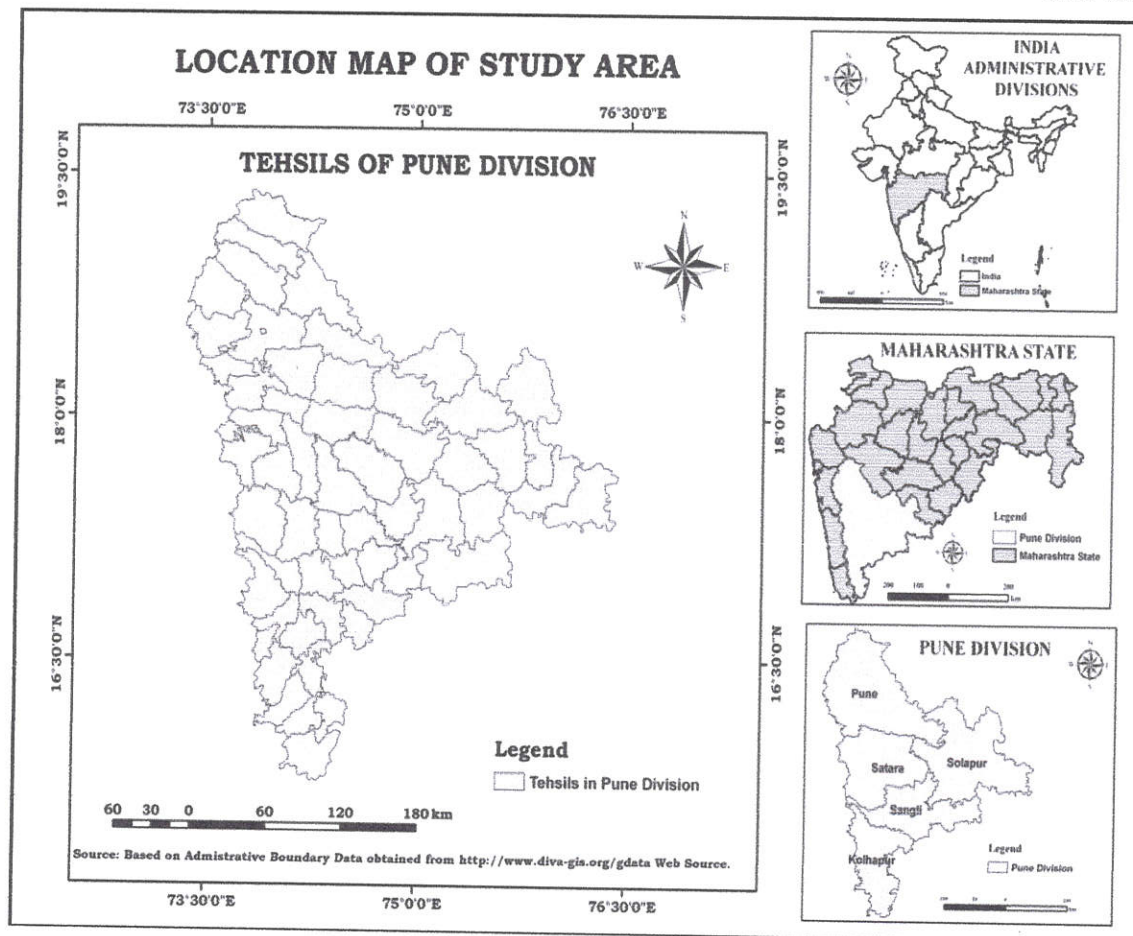 LOCATION MAP OF STUDY AREA
73°30'0"E 75°0'0"E 76°30'0"E
TEHSILS OF PUNE DIVISION
19°30'0"N
18°0'0"N
16°30'0"N
19°30'0"N
18°0'0"N
16°30'0"N
N
W E
S
Legend
Tehsils in Pune Division
60 30 0 60 120 180 km
Source: Based on Admistrative Boundary Data obtained from http://www.diva-gis.org/gdata Web Source.
73°30'0"E 75°0'0"E 76°30'0"E
INDIA
ADMINISTRATIVE
DIVISIONS
Legend
India
Maharashtra State
MAHARASHTRA STATE
Legend
Pune Division
Maharashtra State
200 100 0 200
km
PUNE DIVISION
Pune
Satara
Solapur
Sangli
Kolhapur
Legend
Pune Division